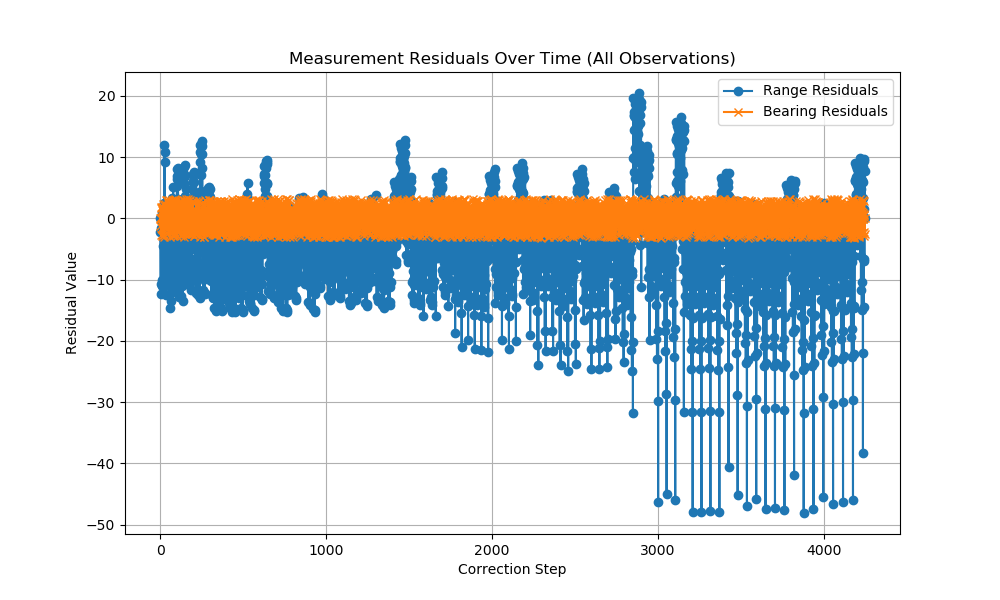 Measurement Residuals Over Time (All Observations)
Range Residuals
Bearing Residuals
20
10
0
−10
−20
−30
−40
−50
Residual Value
0 1000 2000 3000 4000
Correction Step